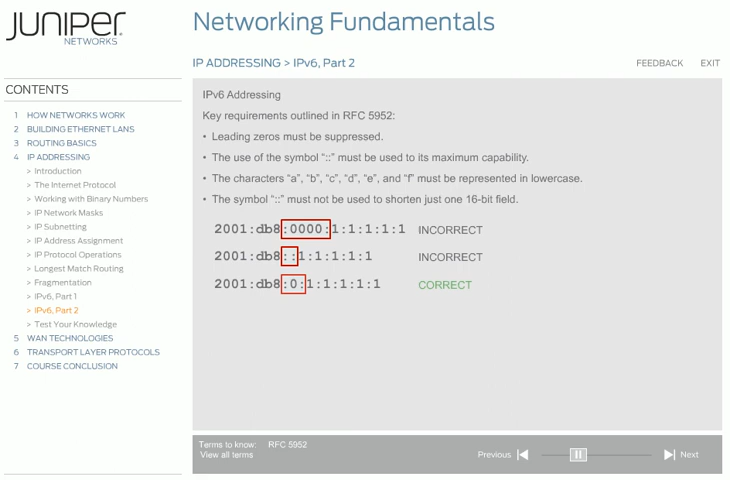 JUNIPER
NETWORKS
Networking Fundamentals
IP ADDRESSING > IPv6, Part 2
FEEDBACK EXIT
CONTENTS
1 HOW NETWORKS WORK
2 BUILDING ETHERNET LANS
3 ROUTING BASICS
4 IP ADDRESSING
> Introduction
> The Internet Protocol
> Working with Binary Numbers
> IP Network Masks
> IP Subnetting
> IP Address Assignment
> IP Protocol Operations
> Longest Match Routing
> Fragmentation
> IPv6, Part 1
> IPv6, Part 2
> Test Your Knowledge
5 WAN TECHNOLOGIES
6 TRANSPORT LAYER PROTOCOLS
7 COURSE CONCLUSION
IPv6 Addressing
Key requirements outlined in RFC 5952:
• Leading zeros must be suppressed.
• The use of the symbol “::” must be used to its maximum capability.
• The characters “a”, “b”, “c”, “d”, “e”, and “f” must be represented in lowercase.
• The symbol “::” must not be used to shorten just one 16-bit field.
2001:db8:0000:1:1:1:1:1 INCORRECT
2001:db8::1:1:1:1:1 INCORRECT
2001:db8:0:1:1:1:1:1 CORRECT
Terms to know: RFC 5952
View all terms
Previous Next